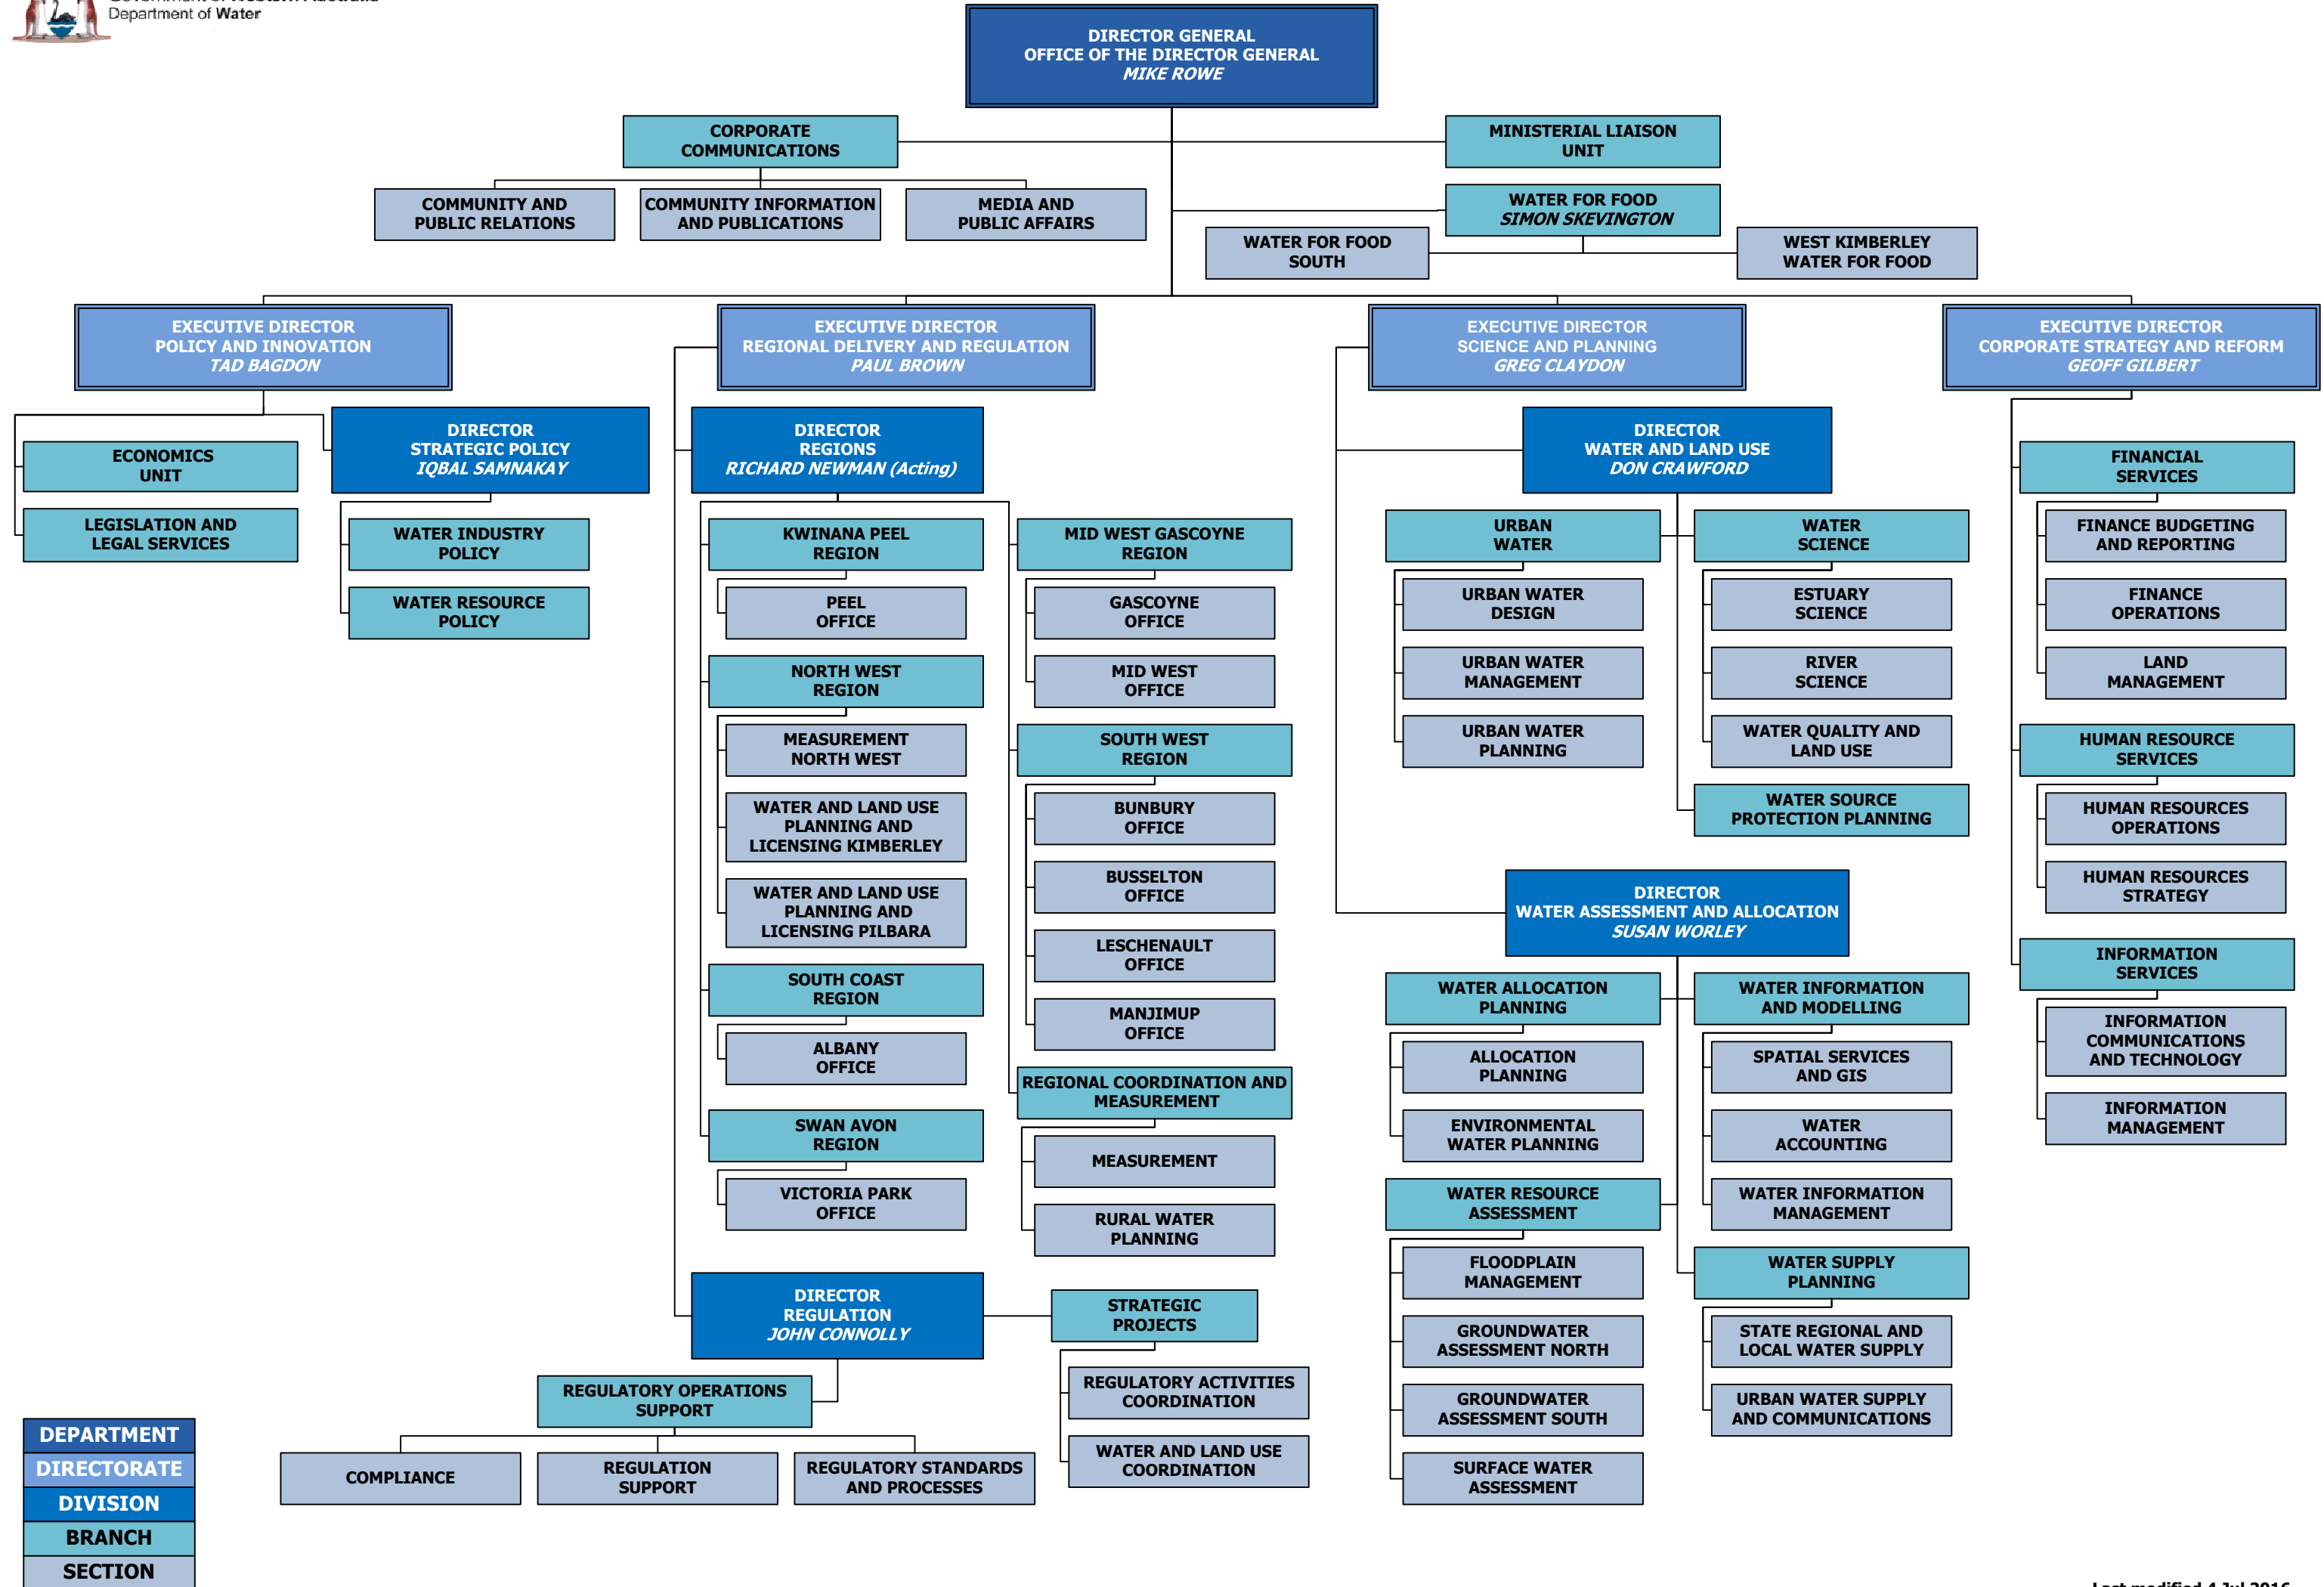 Government of Western Australia
Department of Water
DIRECTOR GENERAL
OFFICE OF THE DIRECTOR GENERAL
MIKE ROWE
CORPORATE
COMMUNICATIONS
MINISTERIAL LIAISON
UNIT
COMMUNITY AND
PUBLIC RELATIONS
COMMUNITY INFORMATION
AND PUBLICATIONS
MEDIA AND
PUBLIC AFFAIRS
WATER FOR FOOD
SIMON SKEVINGTON
WATER FOR FOOD
SOUTH
WEST KIMBERLEY
WATER FOR FOOD
EXECUTIVE DIRECTOR
POLICY AND INNOVATION
TAD BAGDON
EXECUTIVE DIRECTOR
REGIONAL DELIVERY AND REGULATION
PAUL BROWN
EXECUTIVE DIRECTOR
SCIENCE AND PLANNING
GREG CLAYDON
EXECUTIVE DIRECTOR
CORPORATE STRATEGY AND REFORM
GEOFF GILBERT
ECONOMICS
UNIT
LEGISLATION AND
LEGAL SERVICES
DIRECTOR
STRATEGIC POLICY
IQBAL SAMNAKAY
WATER INDUSTRY
POLICY
WATER RESOURCE
POLICY
DIRECTOR
REGIONS
RICHARD NEWMAN (Acting)
KWINANA PEEL
REGION
PEEL
OFFICE
NORTH WEST
REGION
MEASUREMENT
NORTH WEST
WATER AND LAND USE
PLANNING AND
LICENSING KIMBERLEY
WATER AND LAND USE
PLANNING AND
LICENSING PILBARA
SOUTH COAST
REGION
ALBANY
OFFICE
SWAN AVON
REGION
VICTORIA PARK
OFFICE
MID WEST GASCOYNE
REGION
GASCOYNE
OFFICE
MID WEST
OFFICE
SOUTH WEST
REGION
BUNBURY
OFFICE
BUSSELTON
OFFICE
LESCHENAULT
OFFICE
MANJIMUP
OFFICE
REGIONAL COORDINATION AND
MEASUREMENT
MEASUREMENT
RURAL WATER
PLANNING
DIRECTOR
REGULATION
JOHN CONNOLLY
STRATEGIC
PROJECTS
REGULATORY ACTIVITIES
COORDINATION
WATER AND LAND USE
COORDINATION
REGULATORY OPERATIONS
SUPPORT
COMPLIANCE
REGULATION
SUPPORT
REGULATORY STANDARDS
AND PROCESSES
DIRECTOR
WATER AND LAND USE
DON CRAWFORD
URBAN
WATER
URBAN WATER
DESIGN
URBAN WATER
MANAGEMENT
URBAN WATER
PLANNING
WATER
SCIENCE
ESTUARY
SCIENCE
RIVER
SCIENCE
WATER QUALITY AND
LAND USE
WATER SOURCE
PROTECTION PLANNING
DIRECTOR
WATER ASSESSMENT AND ALLOCATION
SUSAN WORLEY
WATER ALLOCATION
PLANNING
ALLOCATION
PLANNING
ENVIRONMENTAL
WATER PLANNING
WATER RESOURCE
ASSESSMENT
FLOODPLAIN
MANAGEMENT
GROUNDWATER
ASSESSMENT NORTH
GROUNDWATER
ASSESSMENT SOUTH
SURFACE WATER
ASSESSMENT
WATER INFORMATION
AND MODELLING
SPATIAL SERVICES
AND GIS
WATER
ACCOUNTING
WATER INFORMATION
MANAGEMENT
WATER SUPPLY
PLANNING
STATE REGIONAL AND
LOCAL WATER SUPPLY
URBAN WATER SUPPLY
AND COMMUNICATIONS
FINANCIAL
SERVICES
FINANCE BUDGETING
AND REPORTING
FINANCE
OPERATIONS
LAND
MANAGEMENT
HUMAN RESOURCE
SERVICES
HUMAN RESOURCES
OPERATIONS
HUMAN RESOURCES
STRATEGY
INFORMATION
SERVICES
INFORMATION
COMMUNICATIONS
AND TECHNOLOGY
INFORMATION
MANAGEMENT
DEPARTMENT
DIRECTORATE
DIVISION
BRANCH
SECTION
Last modified 4 Jul 2016